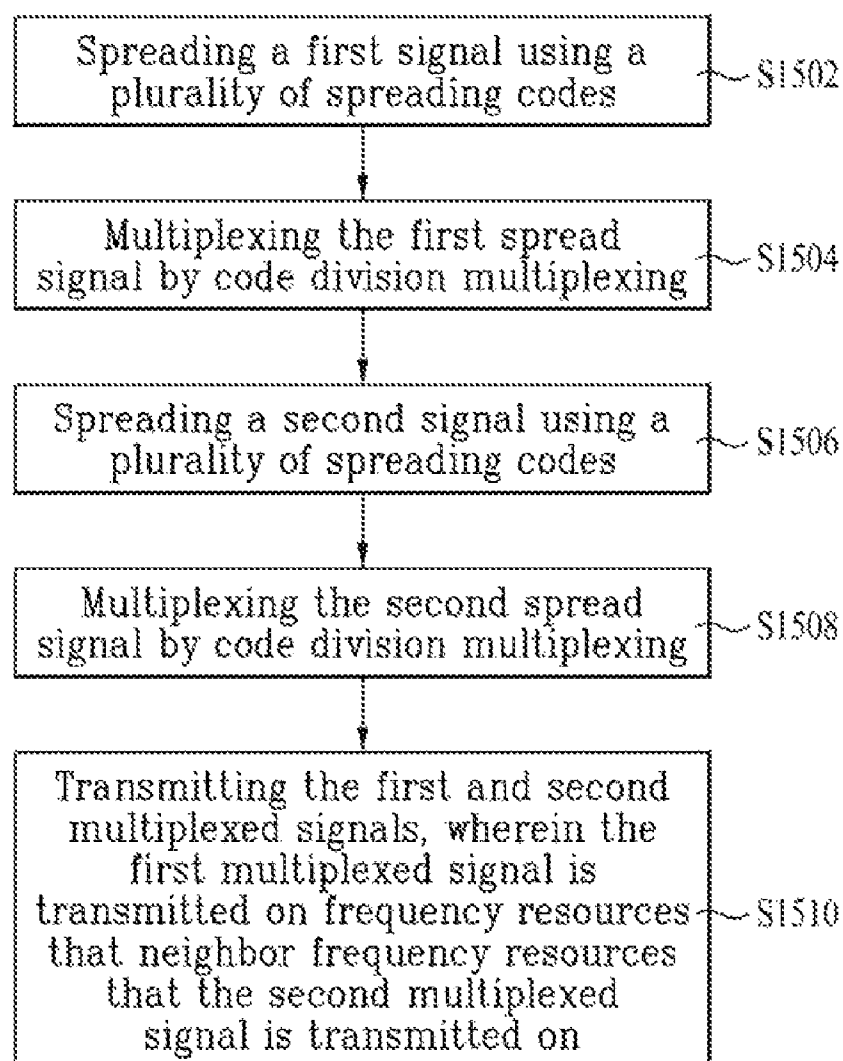 Spreading a first signal using a
plurality of spreading codes
S1502
Multiplexing the first spread
signal by code division multiplexing
S1504
Spreading a second signal using a
plurality of spreading codes
S1506
Multiplexing the second spread
signal by code division multiplexing
S1508
Transmitting the first and second
multiplexed signals, wherein the
first multiplexed signal is
transmitted on frequency resources
that neighbor frequency resources
that the second multiplexed
signal is transmitted on
S1510